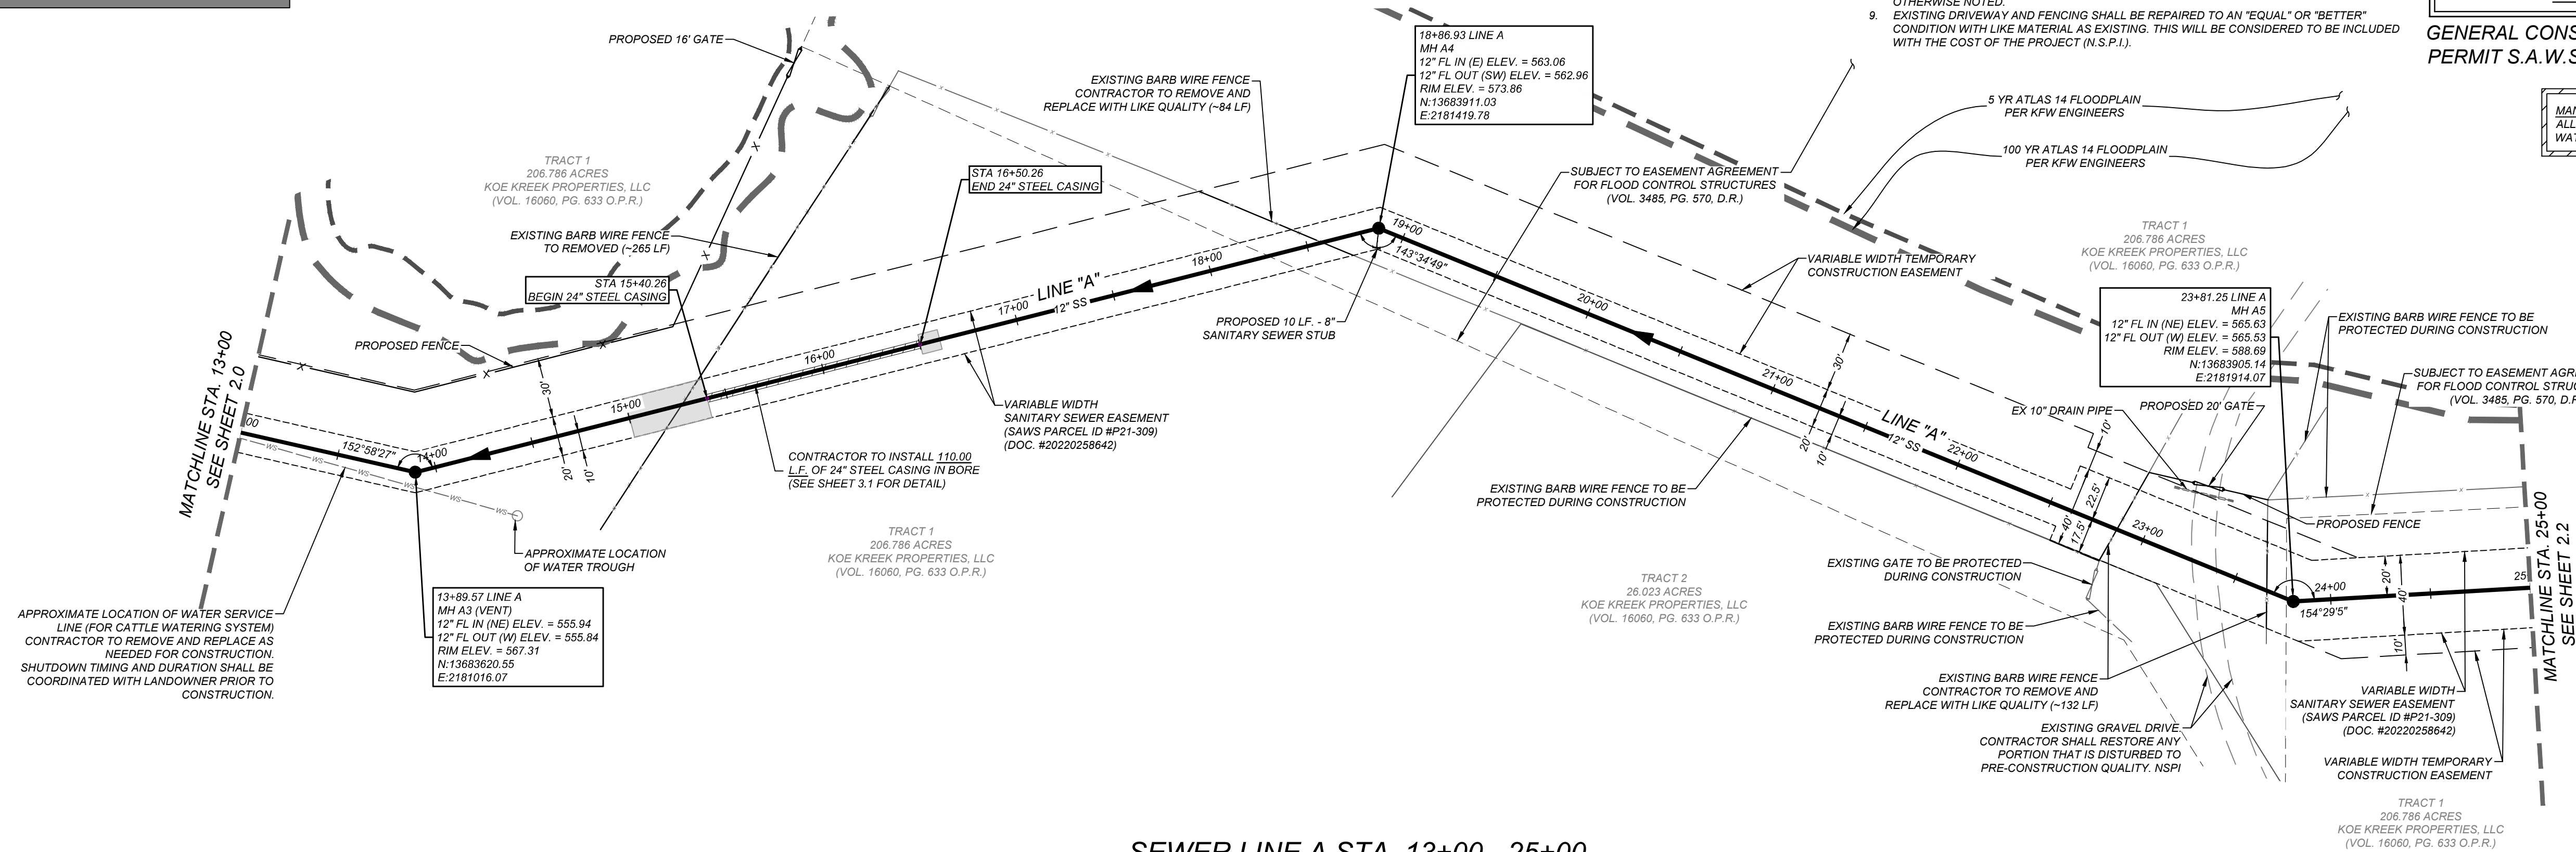 OTHERWISE NOTED.
9. EXISTING DRIVEWAY AND FENCING SHALL BE REPAIRED TO AN "EQUAL" OR "BETTER"
CONDITION WITH LIKE MATERIAL AS EXISTING. THIS WILL BE CONSIDERED TO BE INCLUDED
WITH THE COST OF THE PROJECT (N.S.P.I.).
GENERAL CONS
PERMIT S.A.W.S
MAN
ALL
WAT
PROPOSED 16' GATE
EXISTING BARB WIRE FENCE
CONTRACTOR TO REMOVE AND
REPLACE WITH LIKE QUALITY (~84 LF)
18+86.93 LINE A
MH A4
12" FL IN (E) ELEV. = 563.06
12" FL OUT (SW) ELEV. = 562.96
RIM ELEV. = 573.86
N:13683911.03
E:2181419.78
5 YR ATLAS 14 FLOODPLAIN
PER KFW ENGINEERS
100 YR ATLAS 14 FLOODPLAIN
PER KFW ENGINEERS
TRACT 1
206.786 ACRES
KOE KREEK PROPERTIES, LLC
(VOL. 16060, PG. 633 O.P.R.)
STA 16+50.26
END 24" STEEL CASING
SUBJECT TO EASEMENT AGREEMENT
FOR FLOOD CONTROL STRUCTURES
(VOL. 3485, PG. 570, D.R.)
TRACT 1
206.786 ACRES
KOE KREEK PROPERTIES, LLC
(VOL. 16060, PG. 633 O.P.R.)
EXISTING BARB WIRE FENCE
TO REMOVED (~265 LF)
STA 15+40.26
BEGIN 24" STEEL CASING
VARIABLE WIDTH TEMPORARY
CONSTRUCTION EASEMENT
19+00
143°34'49"
18+00
LINE "A"
12" SS
17+00
16+00
15+00
14+00
152°58'27"
00
20+00
21+00
22+00
LINE "A"
12" SS
23+00
24+00
154°29'5"
25
23+81.25 LINE A
MH A5
12" FL IN (NE) ELEV. = 565.63
12" FL OUT (W) ELEV. = 565.53
RIM ELEV. = 588.69
N:13683905.14
E:2181914.07
EXISTING BARB WIRE FENCE TO BE
PROTECTED DURING CONSTRUCTION
SUBJECT TO EASEMENT AGRE
FOR FLOOD CONTROL STRUC
(VOL. 3485, PG. 570, D.R
PROPOSED 10 LF. - 8"
SANITARY SEWER STUB
PROPOSED FENCE
MATCHLINE STA. 13+00
SEE SHEET 2.0
30'
20'
10'
VARIABLE WIDTH
SANITARY SEWER EASEMENT
(SAWS PARCEL ID #P21-309)
(DOC. #20220258642)
30'
20'
10'
EX 10" DRAIN PIPE
PROPOSED 20' GATE
10'
22.5'
40'
17.5'
CONTRACTOR TO INSTALL 110.00
L.F. OF 24" STEEL CASING IN BORE
(SEE SHEET 3.1 FOR DETAIL)
EXISTING BARB WIRE FENCE TO BE
PROTECTED DURING CONSTRUCTION
PROPOSED FENCE
MATCHLINE STA. 25+00
SEE SHEET 2.2
WS
WS
WS
WS
WS
x
APPROXIMATE LOCATION
OF WATER TROUGH
TRACT 1
206.786 ACRES
KOE KREEK PROPERTIES, LLC
(VOL. 16060, PG. 633 O.P.R.)
TRACT 2
26.023 ACRES
KOE KREEK PROPERTIES, LLC
(VOL. 16060, PG. 633 O.P.R.)
EXISTING GATE TO BE PROTECTED
DURING CONSTRUCTION
20'
40'
10'
13+89.57 LINE A
MH A3 (VENT)
12" FL IN (NE) ELEV. = 555.94
12" FL OUT (W) ELEV. = 555.84
RIM ELEV. = 567.31
N:13683620.55
E:2181016.07
APPROXIMATE LOCATION OF WATER SERVICE
LINE (FOR CATTLE WATERING SYSTEM)
CONTRACTOR TO REMOVE AND REPLACE AS
NEEDED FOR CONSTRUCTION.
SHUTDOWN TIMING AND DURATION SHALL BE
COORDINATED WITH LANDOWNER PRIOR TO
CONSTRUCTION.
EXISTING BARB WIRE FENCE TO BE
PROTECTED DURING CONSTRUCTION
EXISTING BARB WIRE FENCE
CONTRACTOR TO REMOVE AND
REPLACE WITH LIKE QUALITY (~132 LF)
EXISTING GRAVEL DRIVE.
CONTRACTOR SHALL RESTORE ANY
PORTION THAT IS DISTURBED TO
PRE-CONSTRUCTION QUALITY. NSPI
VARIABLE WIDTH
SANITARY SEWER EASEMENT
(SAWS PARCEL ID #P21-309)
(DOC. #20220258642)
VARIABLE WIDTH TEMPORARY
CONSTRUCTION EASEMENT
TRACT 1
206.786 ACRES
KOE KREEK PROPERTIES, LLC
(VOL. 16060, PG. 633 O.P.R.)
SEWER LINE A STA. 13+00 - 25+00